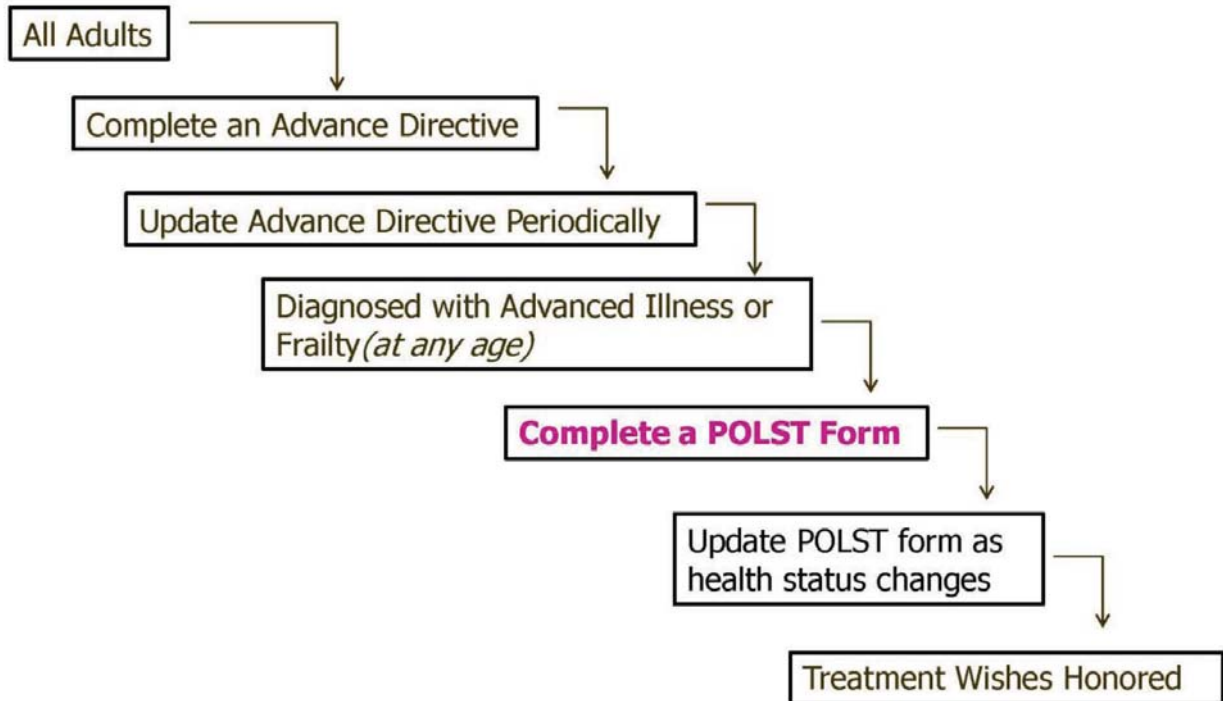 All Adults
Complete an Advance Directive
Update Advance Directive Periodically
Diagnosed with Advanced Illness or
Frailty(at any age)
Complete a POLST Form
Update POLST form as
health status changes
Treatment Wishes Honored